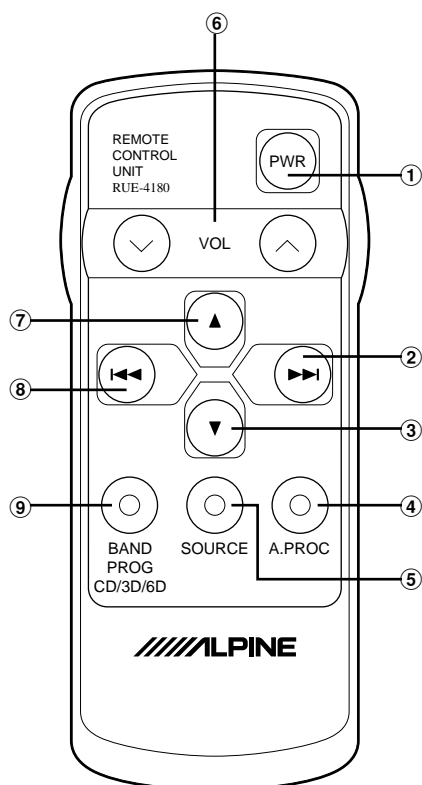 ⑥
REMOTE
CONTROL
UNIT
RUE-4180
PWR
①
VOL
⑦
②
⑧
③
⑨
④
BAND
PROG
CD/3D/6D
SOURCE
A.PROC
⑤
ALPINE